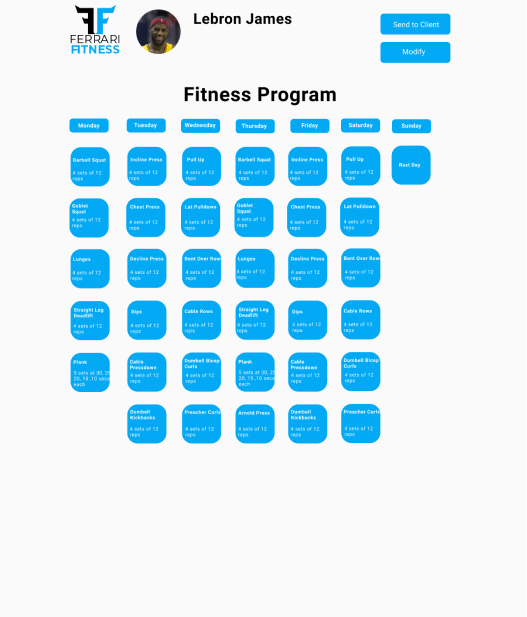 FERRARI
FITNESS
Lebron James
Send to Client
Modify
Fitness Program
Monday Tuesday Wednesday Thursday Friday Saturday Sunday
Barbell Squat Incline Press Pull Up Barbell Squat Incline Press Pull Up Rest Day
4 sets of 12 4 sets of 12 4 sets of 12 4 sets of 12 4 sets of 12 4 sets of 12
reps reps reps reps reps reps
Goblet Chest Press Lat Pulldown Goblet Chest Press Lat Pulldown
Squat Squat
4 sets of 12 4 sets of 12 4 sets of 12 4 sets of 12 4 sets of 12 4 sets of 12
reps reps reps reps reps reps
Lunges Decline Press Bent Over Rows Lunges Decline Press Bent Over Rows
4 sets of 12 4 sets of 12 4 sets of 12 4 sets of 12 4 sets of 12 4 sets of 12
reps reps reps reps reps reps
Straight Leg Dips Cable Rows Straight Leg Dips Cable Rows
Deadlift Deadlift
4 sets of 12 4 sets of 12 4 sets of 12 4 sets of 12 4 sets of 12 4 sets of 12
reps reps reps reps reps reps
Plank Cable Dumbell Bicep Plank Cable Dumbell Bicep
Pressdown Curls Pressdown Curls
5 sets at 30, 25 4 sets of 12 4 sets of 12 5 sets at 30, 25 4 sets of 12 4 sets of 12
20, 15 ,10 secs reps reps 20, 15 ,10 secs reps reps
each each
Dumbell Preacher Curls Arnold Press Dumbell Preacher Curls
Kickbacks Kickbacks
4 sets of 12 4 sets of 12 4 sets of 12 4 sets of 12 4 sets of 12
reps reps reps reps reps